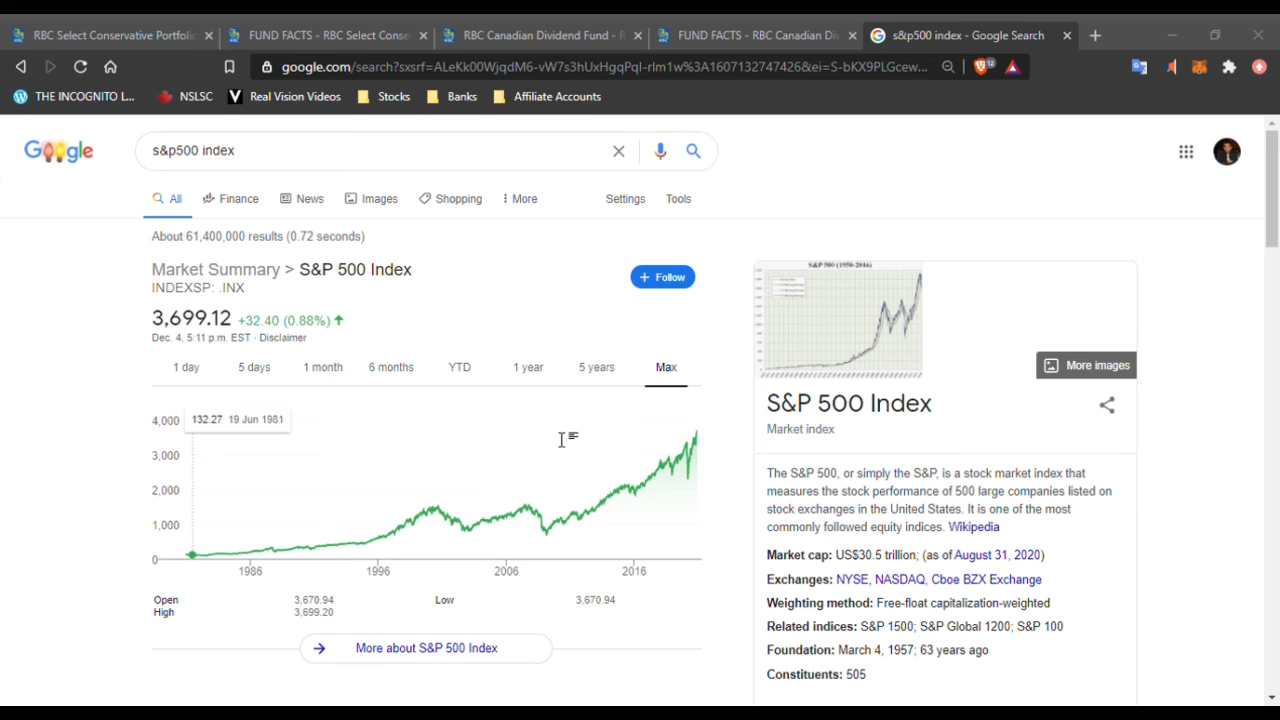 RBC Select Conservative Portfolio
FUND FACTS - RBC Select Conse
RBC Canadian Dividend Fund - R
FUND FACTS - RBC Canadian Div
s&p500 index - Google Search
google.com/search?sxsrf=ALeKk00WjqdM6-vW7s3hUxHgqPqI-rIm1w%3A1607132747426&ei=S-bKX9PLGcew...
12
THE INCOGNITO L...
NSLSC
Real Vision Videos
Stocks
Banks
Affiliate Accounts
Google
s&p500 index
All
Finance
News
Images
Shopping
More
Settings
Tools
About 61,400,000 results (0.72 seconds)
Market Summary > S&P 500 Index
INDEXSP: .INX
+ Follow
3,699.12 +32.40 (0.88%)
Dec. 4, 5:11 p.m. EST · Disclaimer
1 day
5 days
1 month
6 months
YTD
1 year
5 years
Max
132.27 19 Jun 1981
4,000
3,000
2,000
1,000
0
1986
1996
2006
2016
Open 3,670.94 Low 3,670.94
High 3,699.20
More about S&P 500 Index
S&P 500 (1950-2016)
More images
S&P 500 Index
Market index
The S&P 500, or simply the S&P, is a stock market index that
measures the stock performance of 500 large companies listed on
stock exchanges in the United States. It is one of the most
commonly followed equity indices. Wikipedia
Market cap: US$30.5 trillion; (as of August 31, 2020)
Exchanges: NYSE, NASDAQ, Cboe BZX Exchange
Weighting method: Free-float capitalization-weighted
Related indices: S&P 1500; S&P Global 1200; S&P 100
Foundation: March 4, 1957; 63 years ago
Constituents: 505